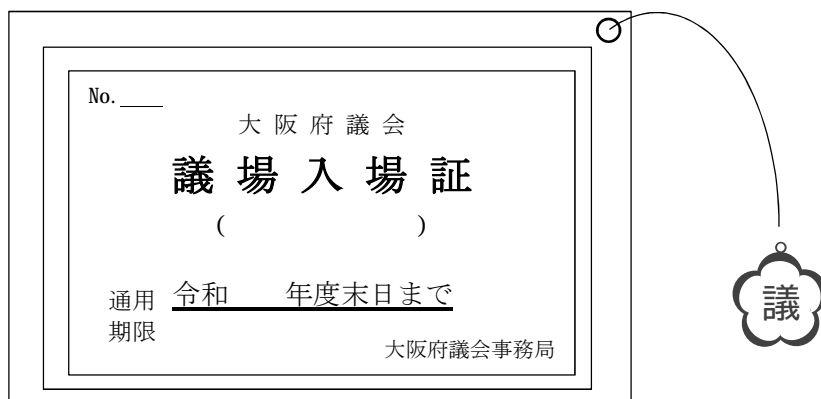 No.____
大阪府議会
議場入場証
(　　　　　　)
通用期限 令和　　年度末日まで
大阪府議会事務局
議